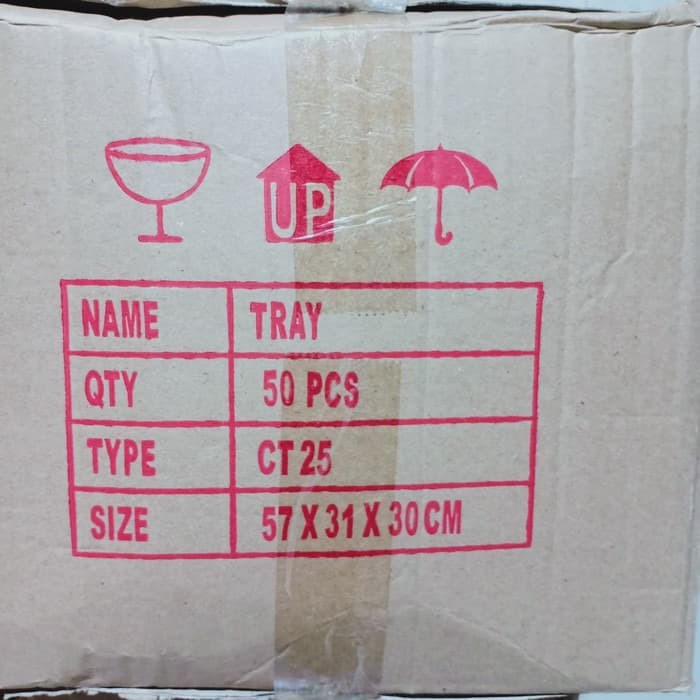 UP
NAME TRAY
QTY 50 PCS
TYPE CT 25
SIZE 57 X 31 X 30 CM